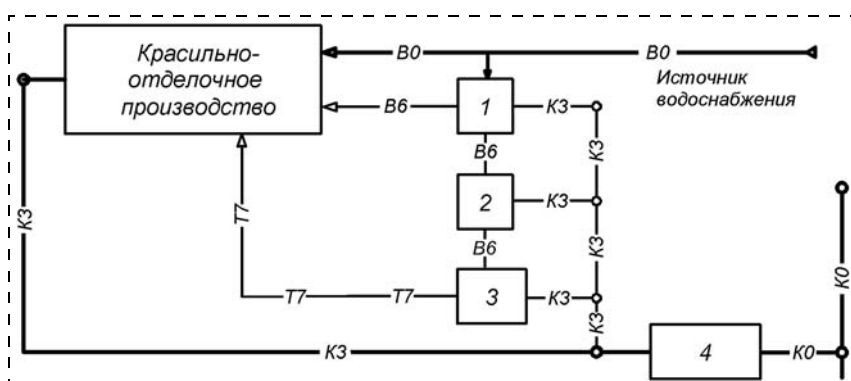 Красильно-
отделочное
производство
В0
В0
Источник
водоснабжения
В6
1
К3
К3
К3
В6
2
К3
К3
К0
Т7
В6
Т7
Т7
3
К3
К3
К3
4
К0